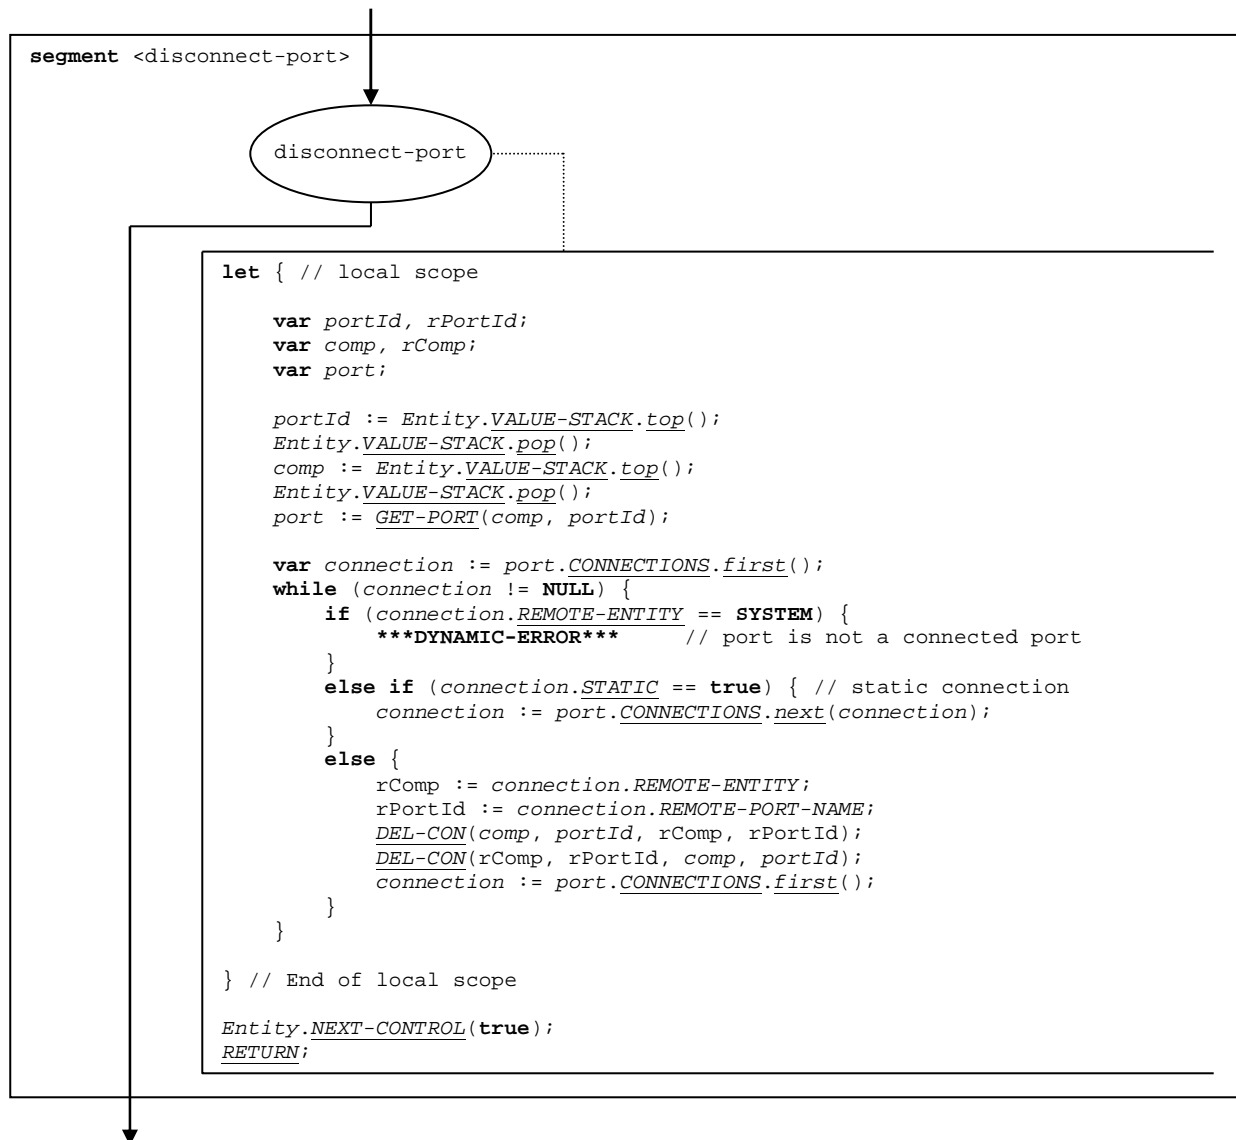 segment <disconnect-port>
disconnect-port
let { // local scope
var portId, rPortId;
var comp, rComp;
var port;
portId := Entity.VALUE-STACK.top();
Entity.VALUE-STACK.pop();
comp := Entity.VALUE-STACK.top();
Entity.VALUE-STACK.pop();
port := GET-PORT(comp, portId);
var connection := port.CONNECTIONS.first();
while (connection != NULL) {
if (connection.REMOTE-ENTITY == SYSTEM) {
***DYNAMIC-ERROR*** // port is not a connected port
}
else if (connection.STATIC == true) { // static connection
connection := port.CONNECTIONS.next(connection);
}
else {
rComp := connection.REMOTE-ENTITY;
rPortId := connection.REMOTE-PORT-NAME;
DEL-CON(comp, portId, rComp, rPortId);
DEL-CON(rComp, rPortId, comp, portId);
connection := port.CONNECTIONS.first();
}
}
} // End of local scope
Entity.NEXT-CONTROL(true);
RETURN;